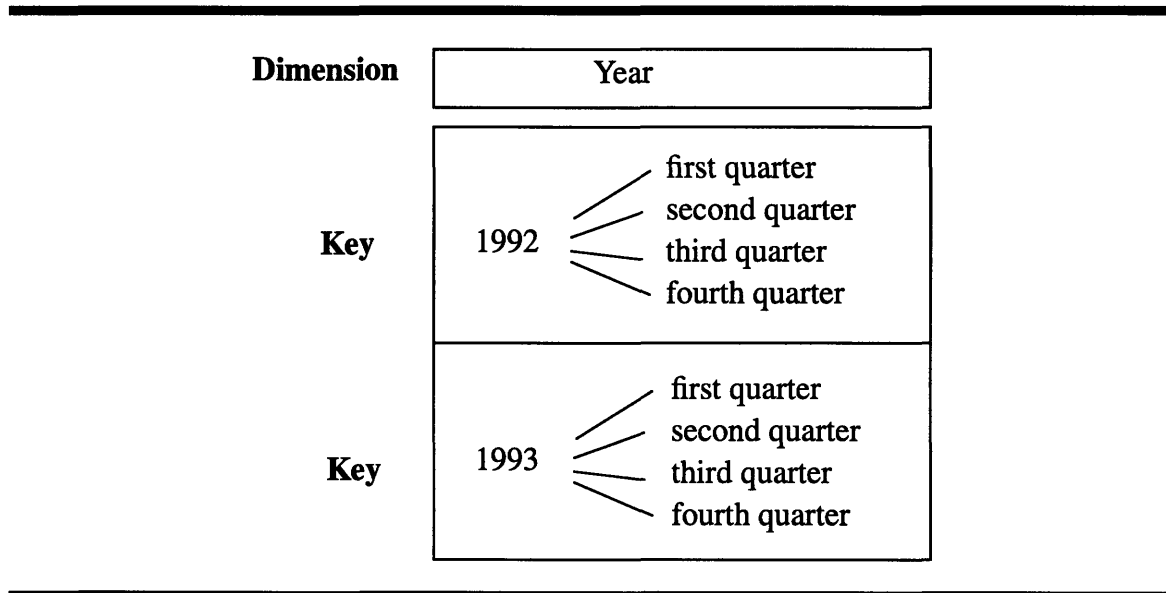 Dimension Year
first quarter
second quarter
Key 1992 third quarter
fourth quarter
first quarter
second quarter
Key 1993 third quarter
fourth quarter